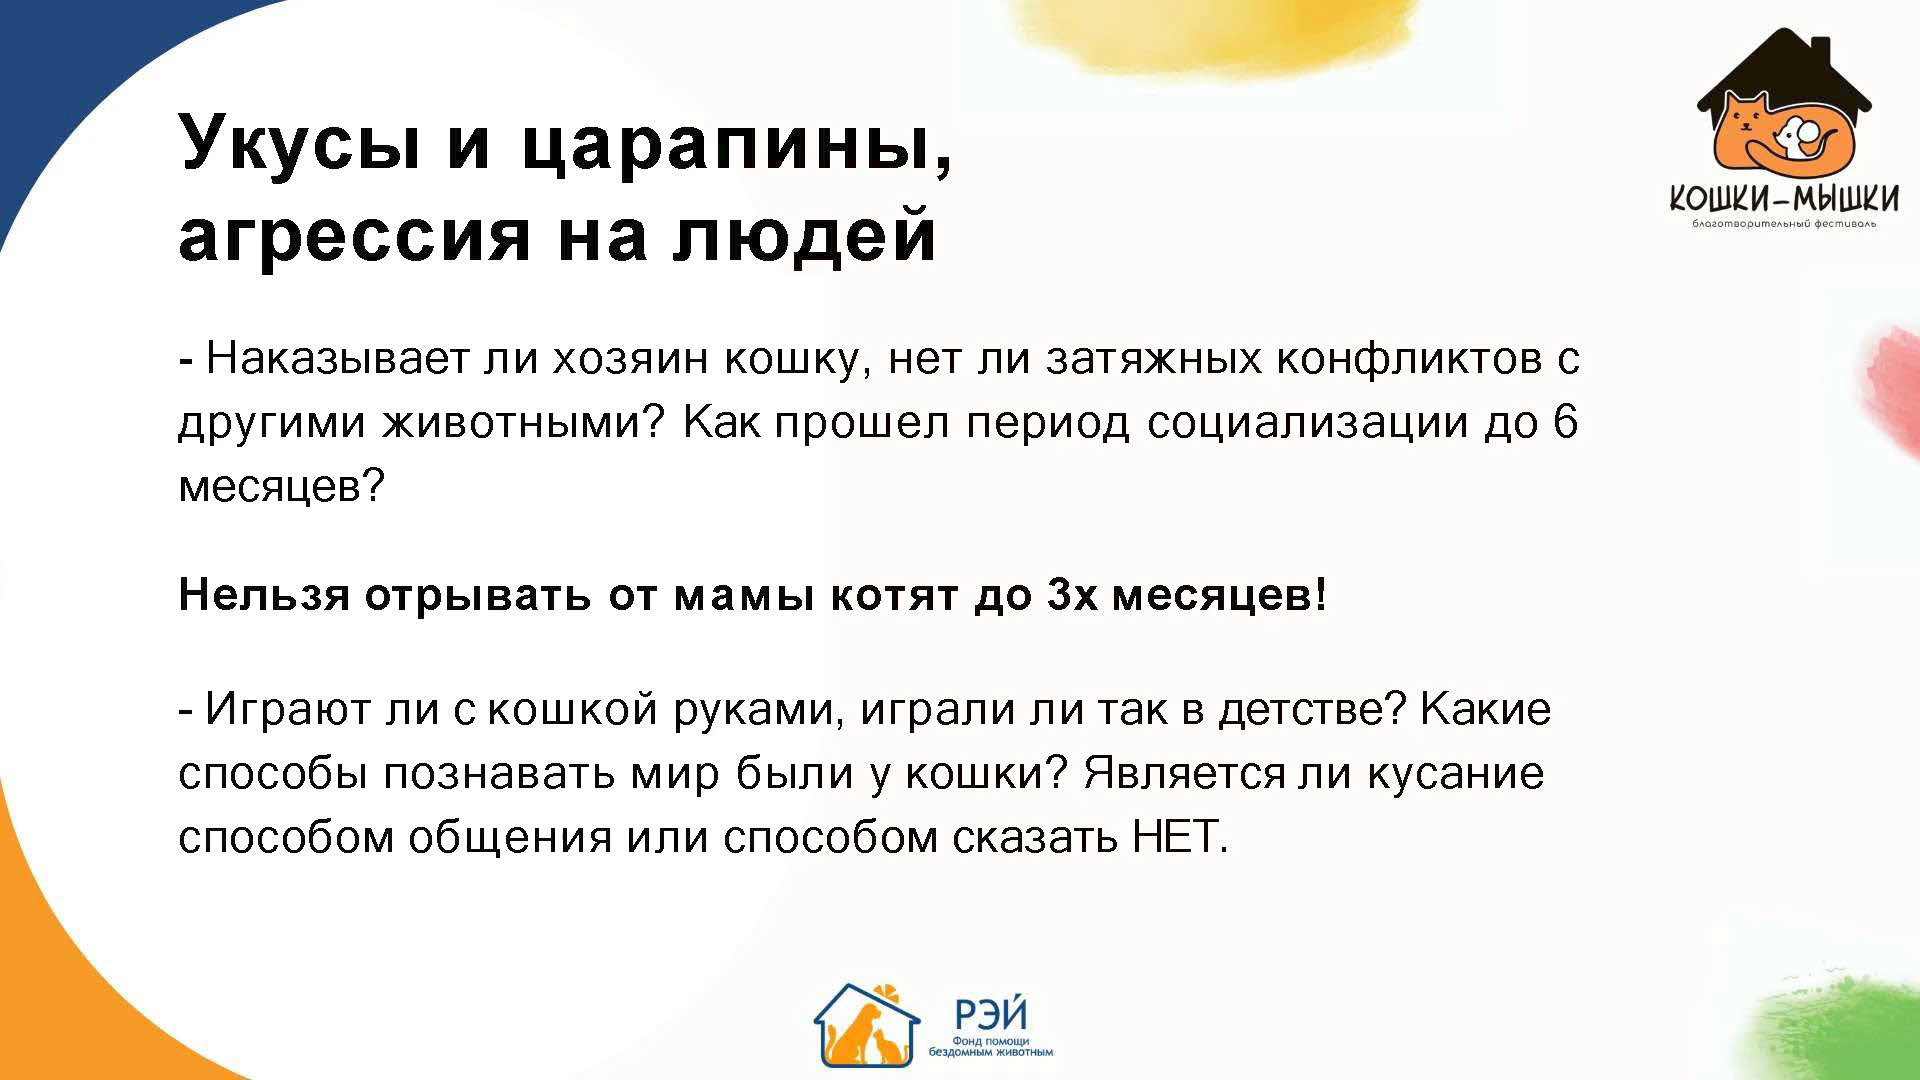 Укусы и царапины,
агрессия на людей
КОШКИ-МЫШКИ
благотворительный фестиваль
- Наказывает ли хозяин кошку, нет ли затяжных конфликтов с
другими животными? Как прошел период социализации до 6
месяцев?
Нельзя отрывать от мамы котят до 3х месяцев!
- Играют ли с кошкой руками, играли ли так в детстве? Какие
способы познавать мир были у кошки? Является ли кусание
способом общения или способом сказать НЕТ.
РЭЙ
Фонд помощи
бездомным животным